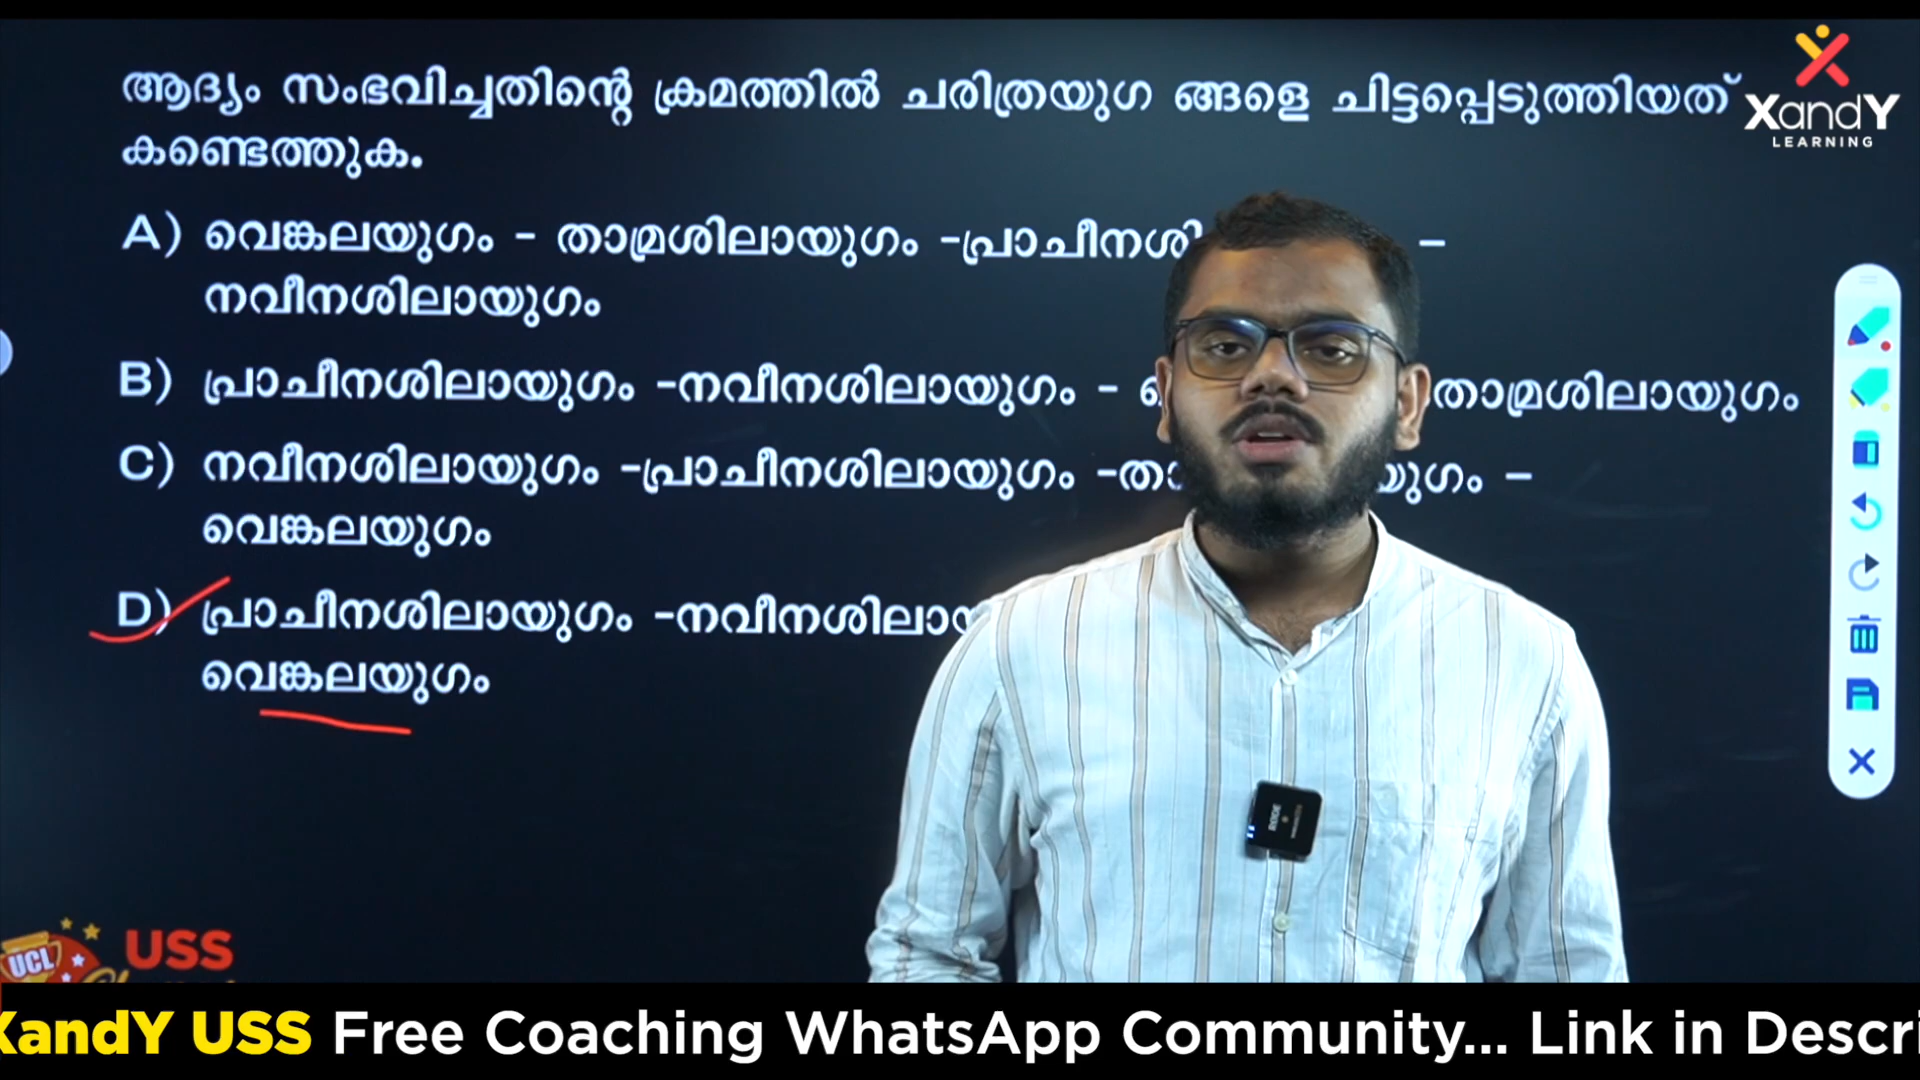 ആദ്യം സംഭവിച്ചതിന്റെ ക്രമത്തിൽ ചരിത്രയുഗ ങ്ങളെ ചിട്ടപ്പെടുത്തിയത്
കണ്ടെത്തുക.
A) വെങ്കലയുഗം - താമ്രശിലായുഗം -പ്രാചീനശി –
നവീനശിലായുഗം
B) പ്രാചീനശിലായുഗം -നവീനശിലായുഗം - താമ്രശിലായുഗം
C) നവീനശിലായുഗം -പ്രാചീനശിലായുഗം -താ യുഗം –
വെങ്കലയുഗം
D) പ്രാചീനശിലായുഗം -നവീനശിലായ
വെങ്കലയുഗം
XandY
LEARNING
RODE
UCL USS
XandY USS Free Coaching WhatsApp Community... Link in Descri